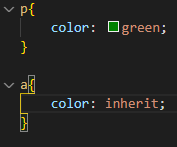 p{
color: green;
}
a{
color: inherit;
}